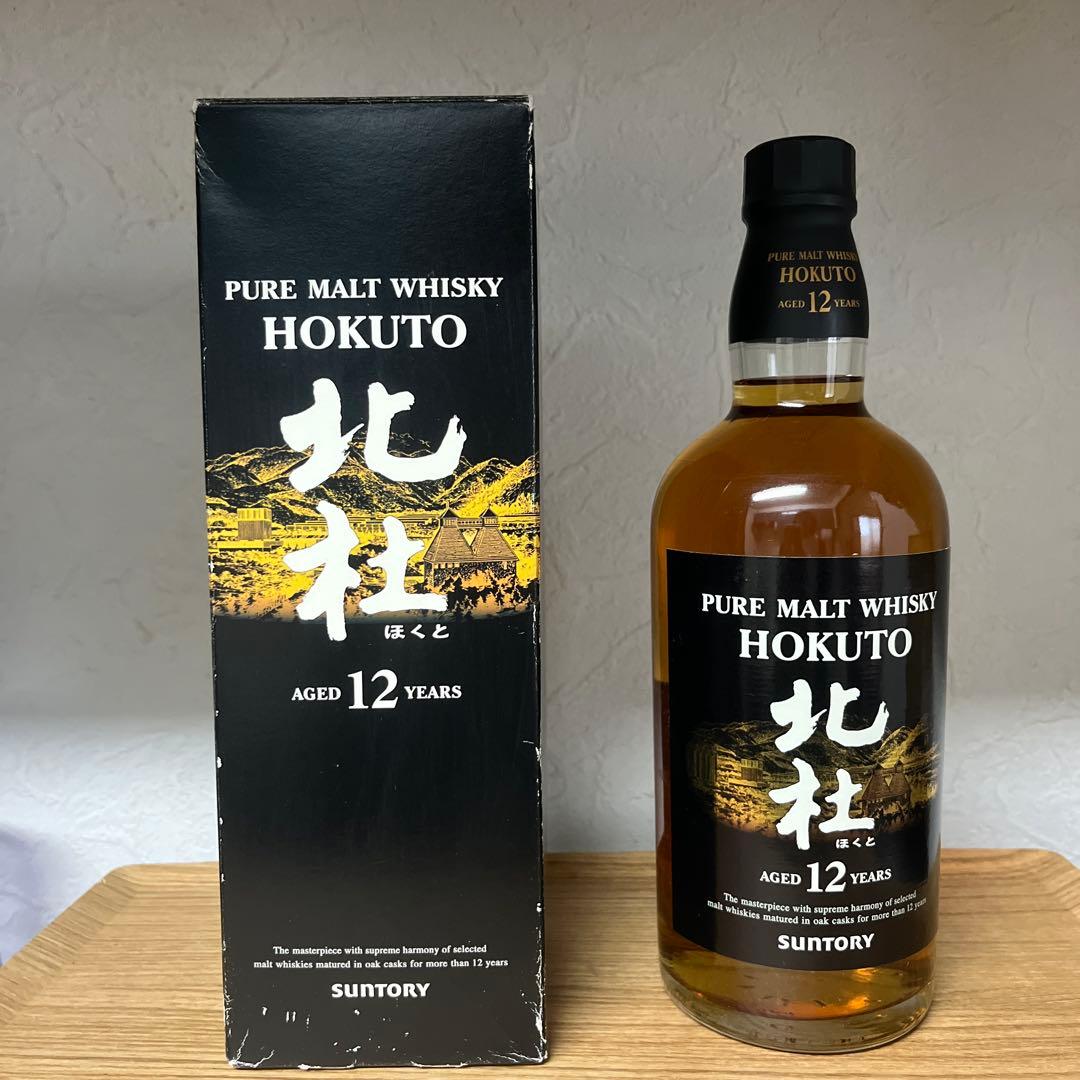 PURE MALT WHISKY
HOKUTO
北
杜
ほくと
AGED 12 YEARS
The masterpiece with supreme harmony of selected
malt whiskies matured in oak casks for more than 12 years
SUNTORY
PURE MALT WHISKY
HOKUTO
AGED 12 YEARS
PURE MALT WHISKY
HOKUTO
北
杜
ほくと
AGED 12 YEARS
The masterpiece with supreme harmony of selected
malt whiskies matured in oak casks for more than 12 years
SUNTORY